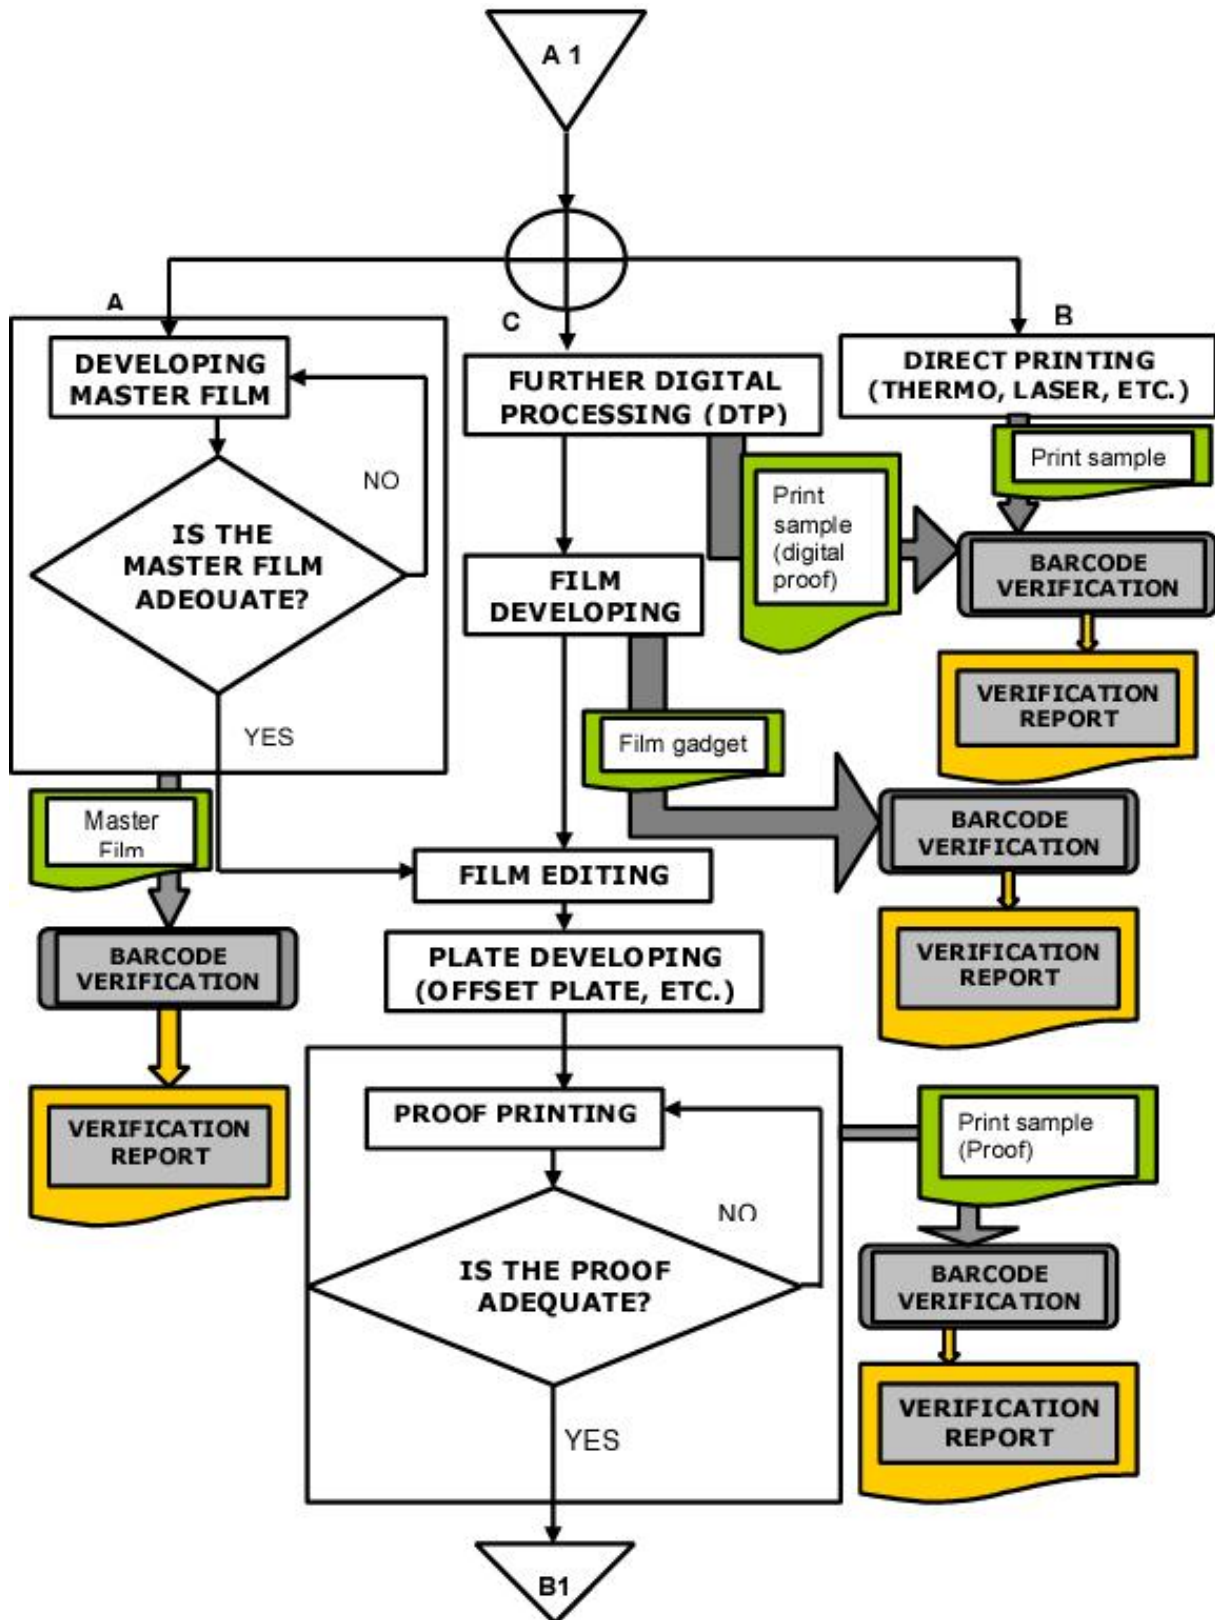 A 1
A
C
B
DEVELOPING
MASTER FILM
FURTHER DIGITAL
PROCESSING (DTP)
DIRECT PRINTING
(THERMO, LASER, ETC.)
Print sample
NO
IS THE
MASTER FILM
ADEOUATE?
Print
sample
(digital
proof)
BARCODE
VERIFICATION
FILM
DEVELOPING
VERIFICATION
REPORT
YES
Film gadget
Master
Film
BARCODE
VERIFICATION
FILM EDITING
BARCODE
VERIFICATION
PLATE DEVELOPING
(OFFSET PLATE, ETC.)
VERIFICATION
REPORT
VERIFICATION
REPORT
PROOF PRINTING
Print sample
(Proof)
NO
IS THE PROOF
ADEQUATE?
BARCODE
VERIFICATION
YES
VERIFICATION
REPORT
B1